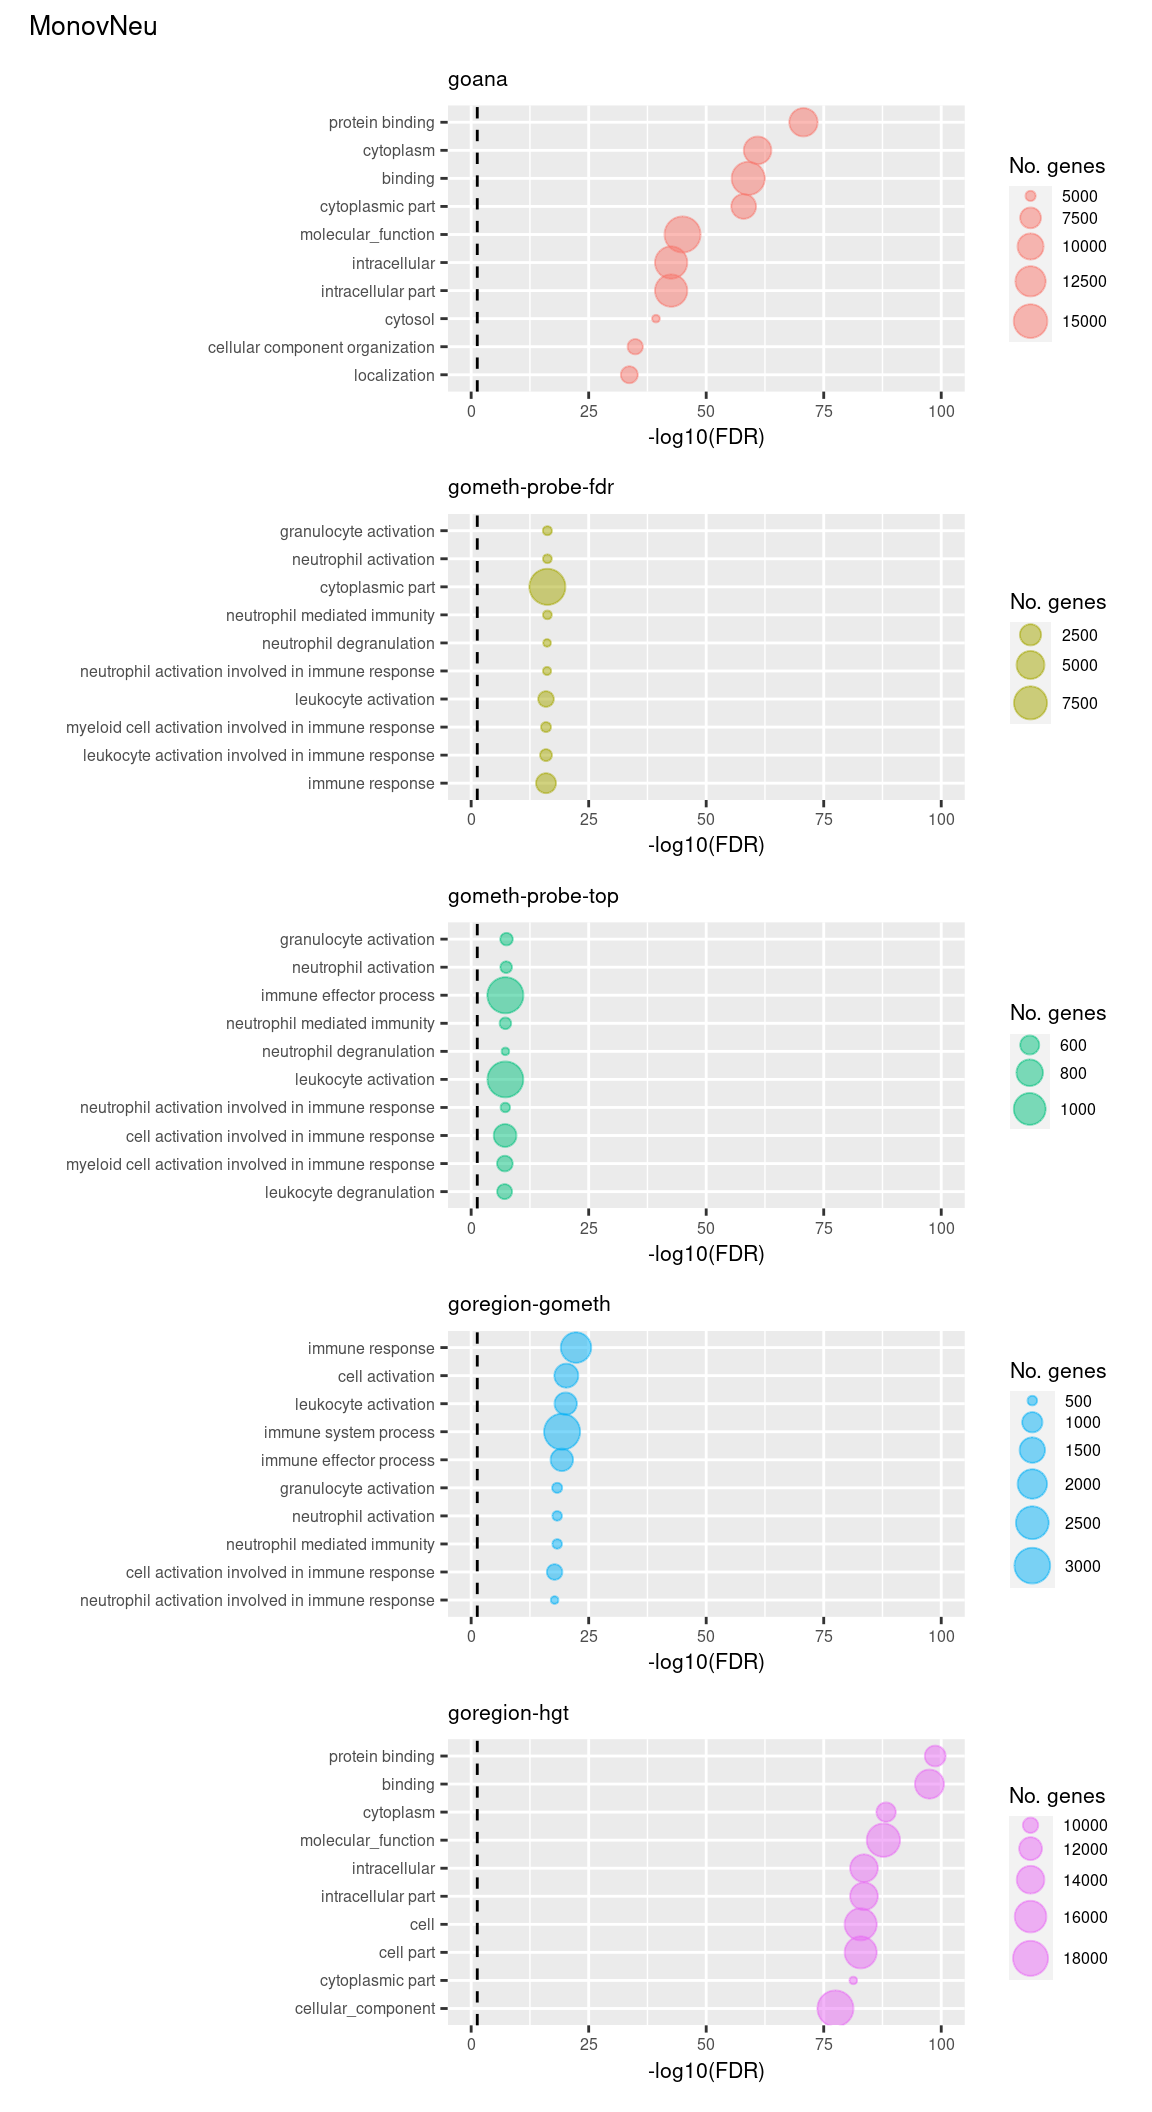 MonovNeu
goana
protein binding
cytoplasm
binding
cytoplasmic part
molecular_function
intracellular
intracellular part
cytosol
cellular component organization
localization
0 25 50 75 100
-log10(FDR)
No. genes
5000
7500
10000
12500
15000
gometh-probe-fdr
granulocyte activation
neutrophil activation
cytoplasmic part
neutrophil mediated immunity
neutrophil degranulation
neutrophil activation involved in immune response
leukocyte activation
myeloid cell activation involved in immune response
leukocyte activation involved in immune response
immune response
0 25 50 75 100
-log10(FDR)
No. genes
2500
5000
7500
gometh-probe-top
granulocyte activation
neutrophil activation
immune effector process
neutrophil mediated immunity
neutrophil degranulation
leukocyte activation
neutrophil activation involved in immune response
cell activation involved in immune response
myeloid cell activation involved in immune response
leukocyte degranulation
0 25 50 75 100
-log10(FDR)
No. genes
600
800
1000
goregion-gometh
immune response
cell activation
leukocyte activation
immune system process
immune effector process
granulocyte activation
neutrophil activation
neutrophil mediated immunity
cell activation involved in immune response
neutrophil activation involved in immune response
0 25 50 75 100
-log10(FDR)
No. genes
500
1000
1500
2000
2500
3000
goregion-hgt
protein binding
binding
cytoplasm
molecular_function
intracellular
intracellular part
cell
cell part
cytoplasmic part
cellular_component
0 25 50 75 100
-log10(FDR)
No. genes
10000
12000
14000
16000
18000